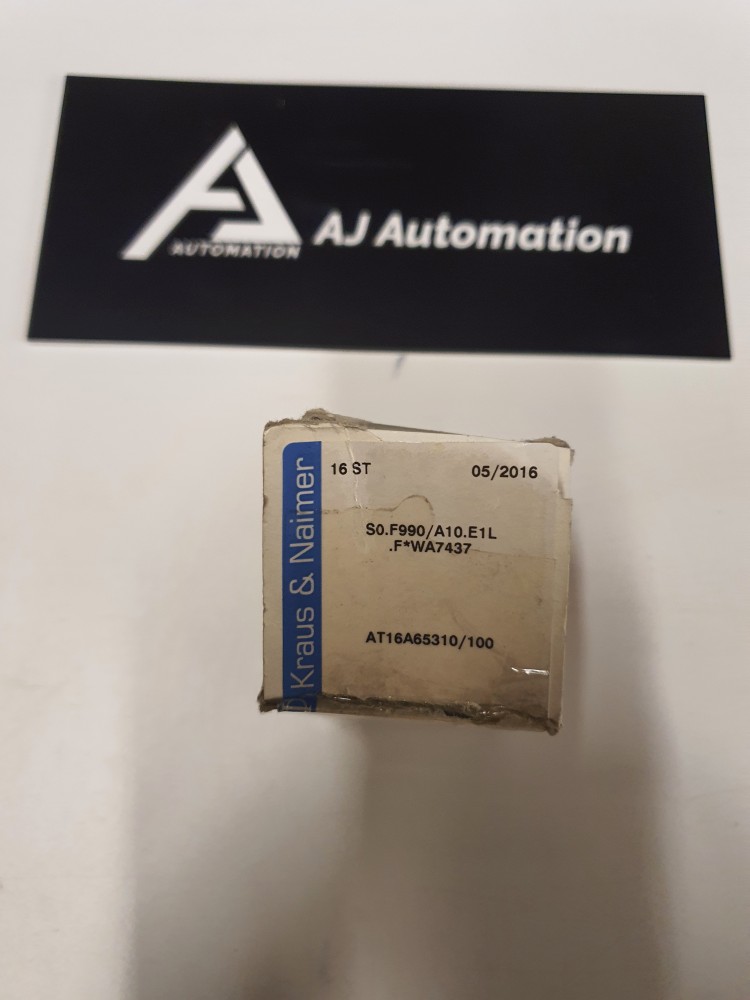 AUTOMATION
AJ Automation
Kraus & Naimer
16 ST 05/2016
S0.F990/A10.E1L
.F*WA7437
AT16A65310/100